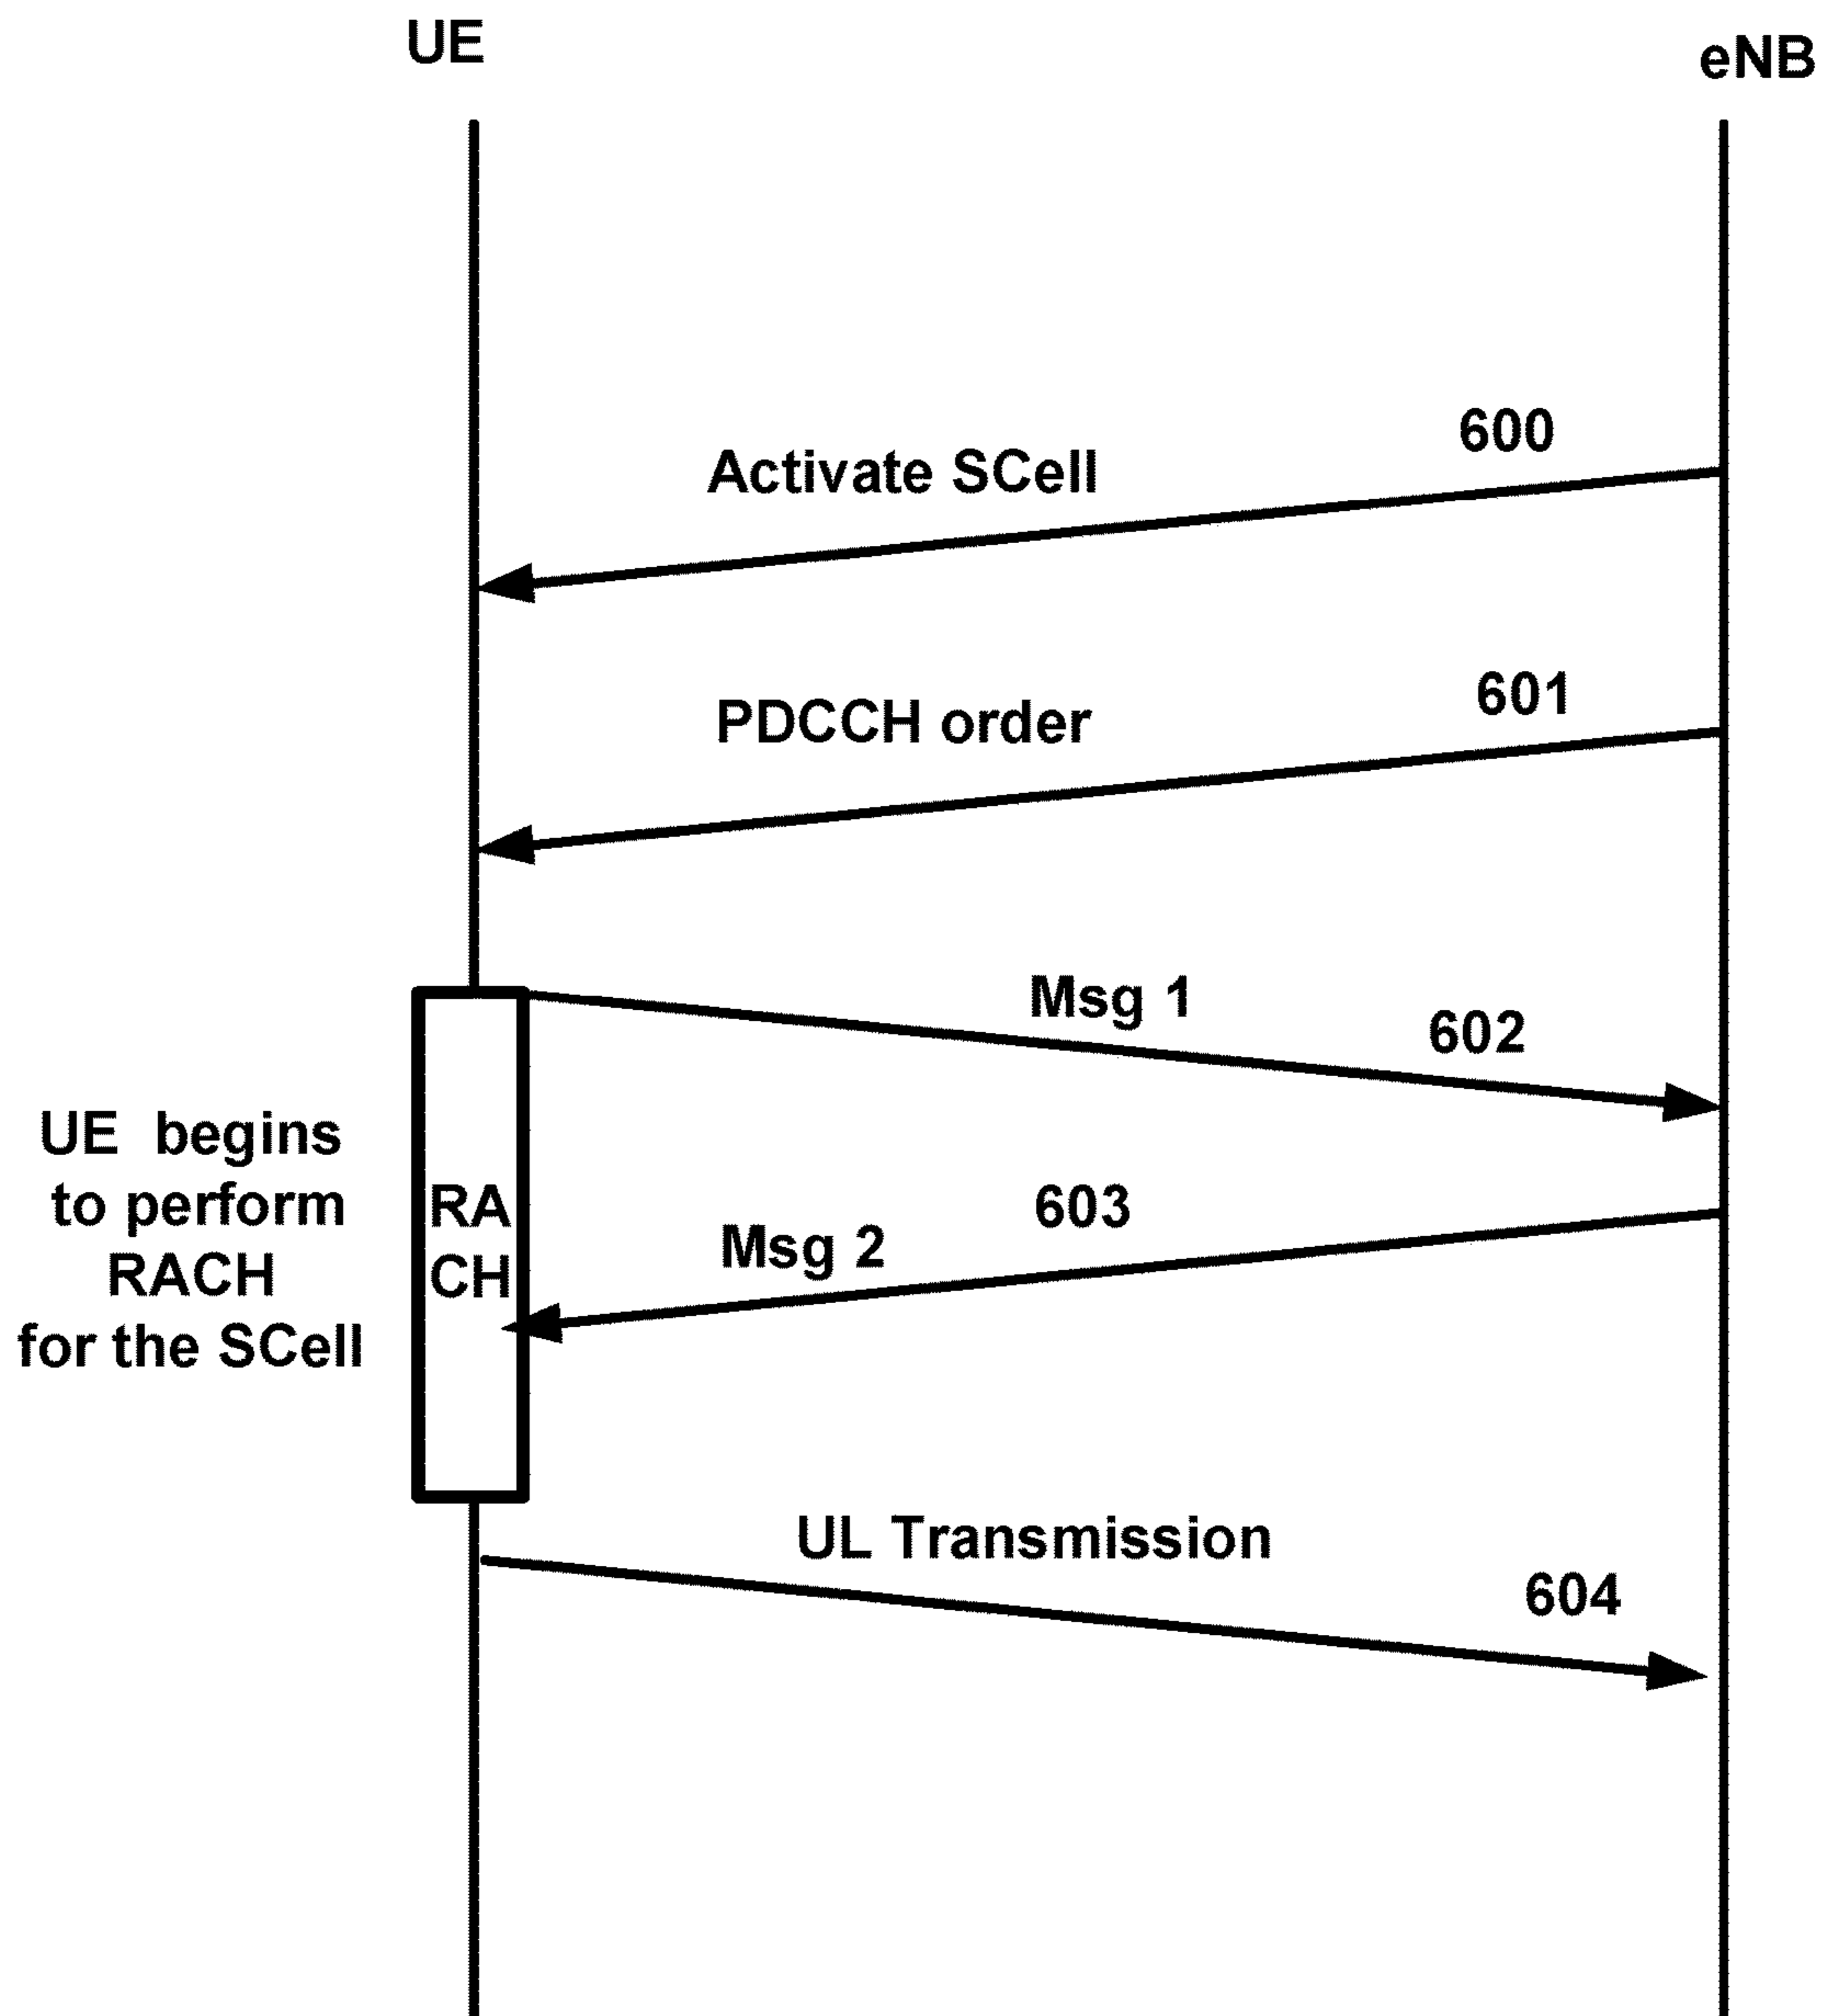 UE
eNB
600
Activate SCell
601
PDCCH order
Msg 1
602
UE begins
to perform
RACH
for the SCell
RA
CH
603
Msg 2
UL Transmission
604